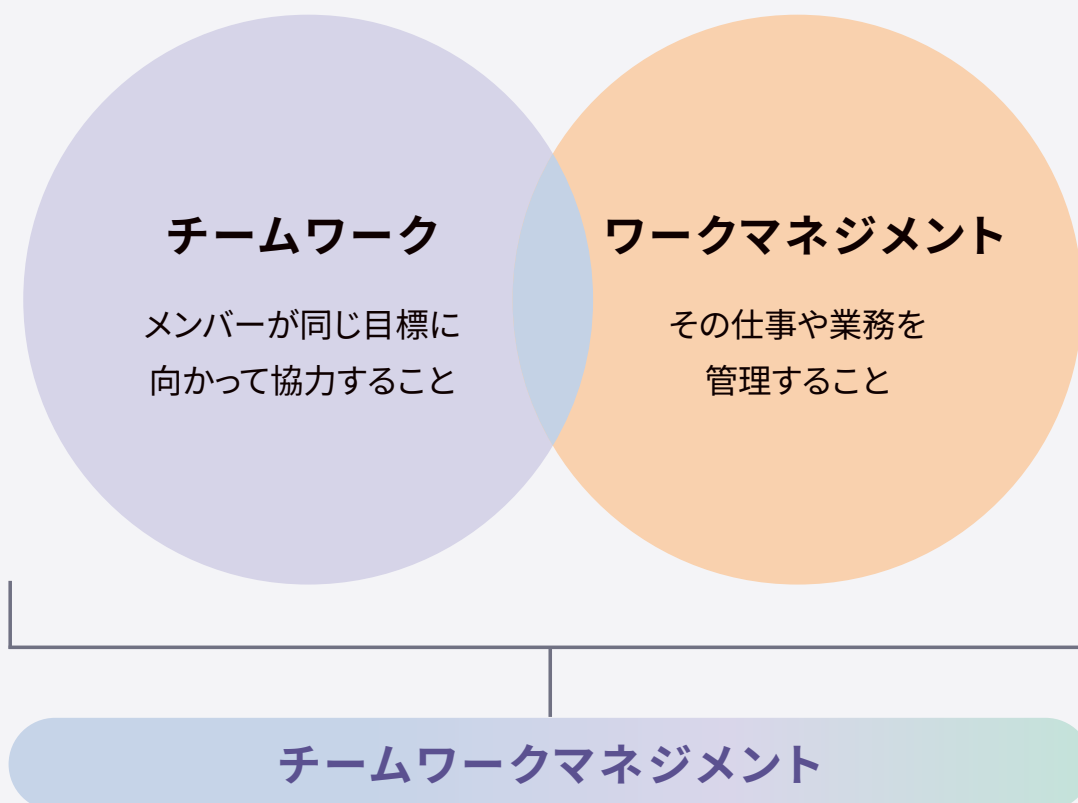 チームワーク
メンバーが同じ目標に
向かって協力すること
ワークマネジメント
その仕事や業務を
管理すること
チームワークマネジメント